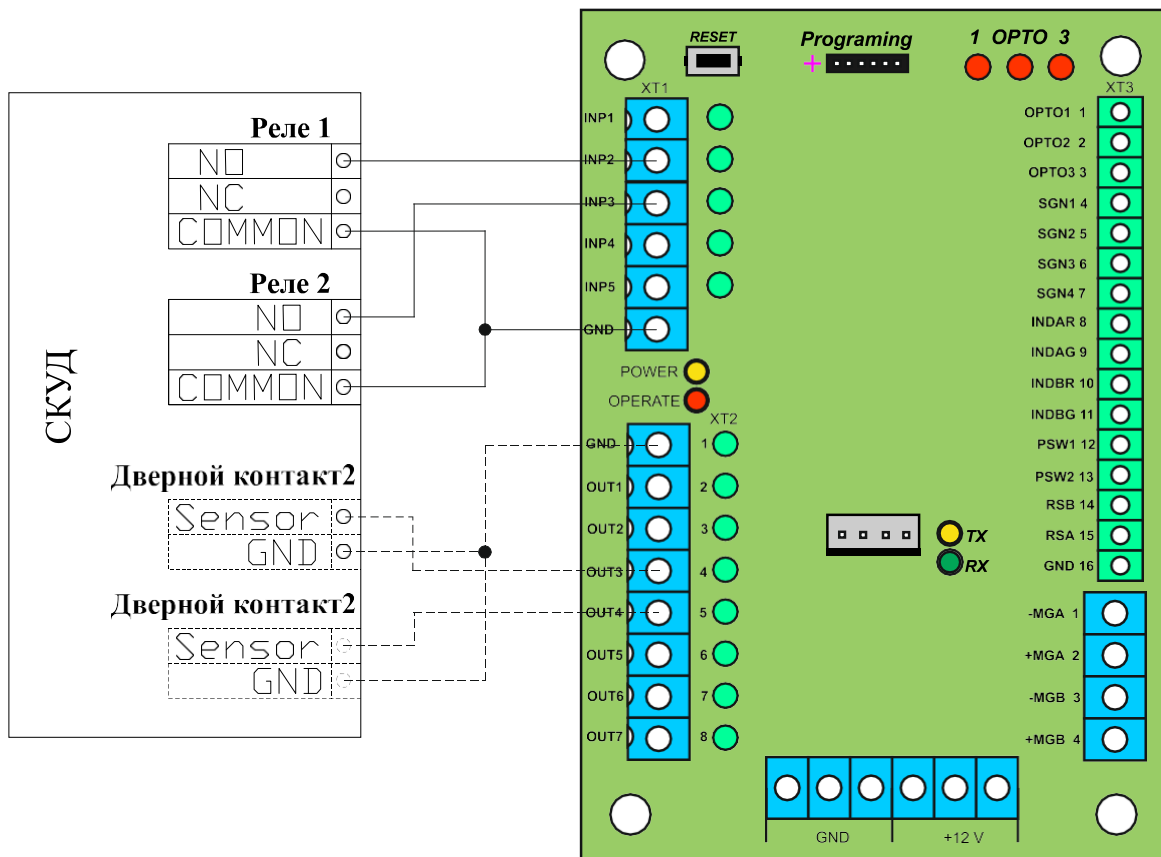 СКУД
Реле 1
NO
NC
COMMON
Реле 2
NO
NC
COMMON
Дверной контакт2
Sensor
GND
Дверной контакт2
Sensor
GND
RESET
Programing
+
1 OPTO 3
XT1
INP1
INP2
INP3
INP4
INP5
GND
POWER
OPERATE
XT2
GND 1
OUT1 2
OUT2 3
OUT3 4
OUT4 5
OUT5 6
OUT6 7
OUT7 8
TX
RX
XT3
OPTO1 1
OPTO2 2
OPTO3 3
SGN1 4
SGN2 5
SGN3 6
SGN4 7
INDAR 8
INDAG 9
INDBR 10
INDBG 11
PSW1 12
PSW2 13
RSB 14
RSA 15
GND 16
-MGA 1
+MGA 2
-MGB 3
+MGB 4
GND
+12 V